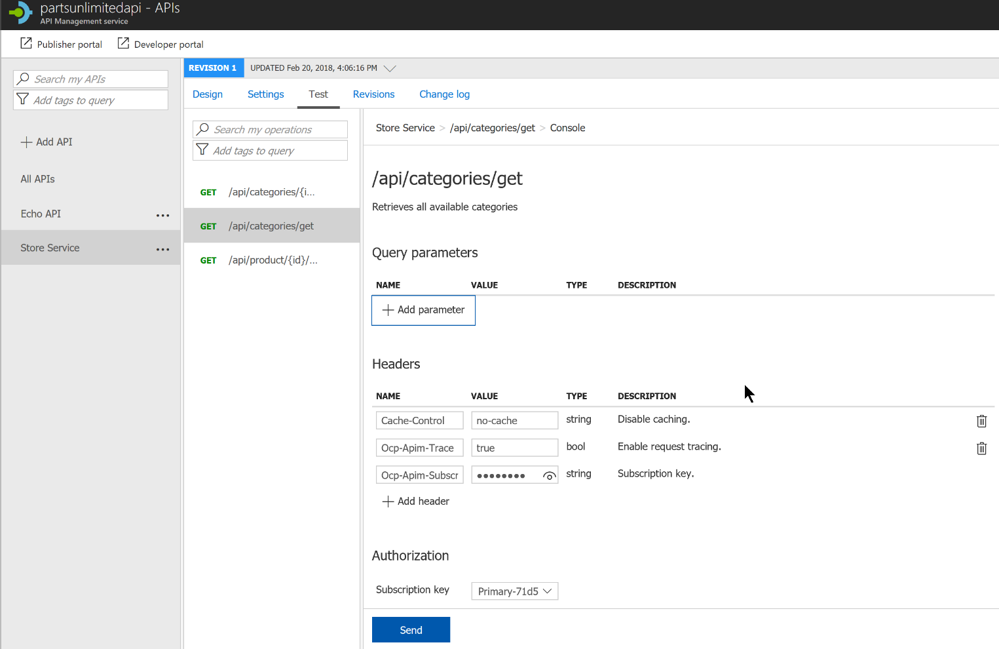 partsunlimitedapi - APIs
API Management service
Publisher portal
Developer portal
Search my APIs
Add tags to query
Add API
All APIs
Echo API
Store Service
REVISION 1 UPDATED Feb 20, 2018, 4:06:16 PM
Design Settings Test Revisions Change log
Search my operations
Add tags to query
GET /api/categories/{i...
GET /api/categories/get
GET /api/product/{id}/...
Store Service > /api/categories/get > Console
/api/categories/get
Retrieves all available categories
Query parameters
NAME VALUE TYPE DESCRIPTION
Add parameter
Headers
NAME VALUE TYPE DESCRIPTION
Cache-Control no-cache string Disable caching.
Ocp-Apim-Trace true bool Enable request tracing.
Ocp-Apim-Subscr •••••••• string Subscription key.
Add header
Authorization
Subscription key Primary-71d5
Send